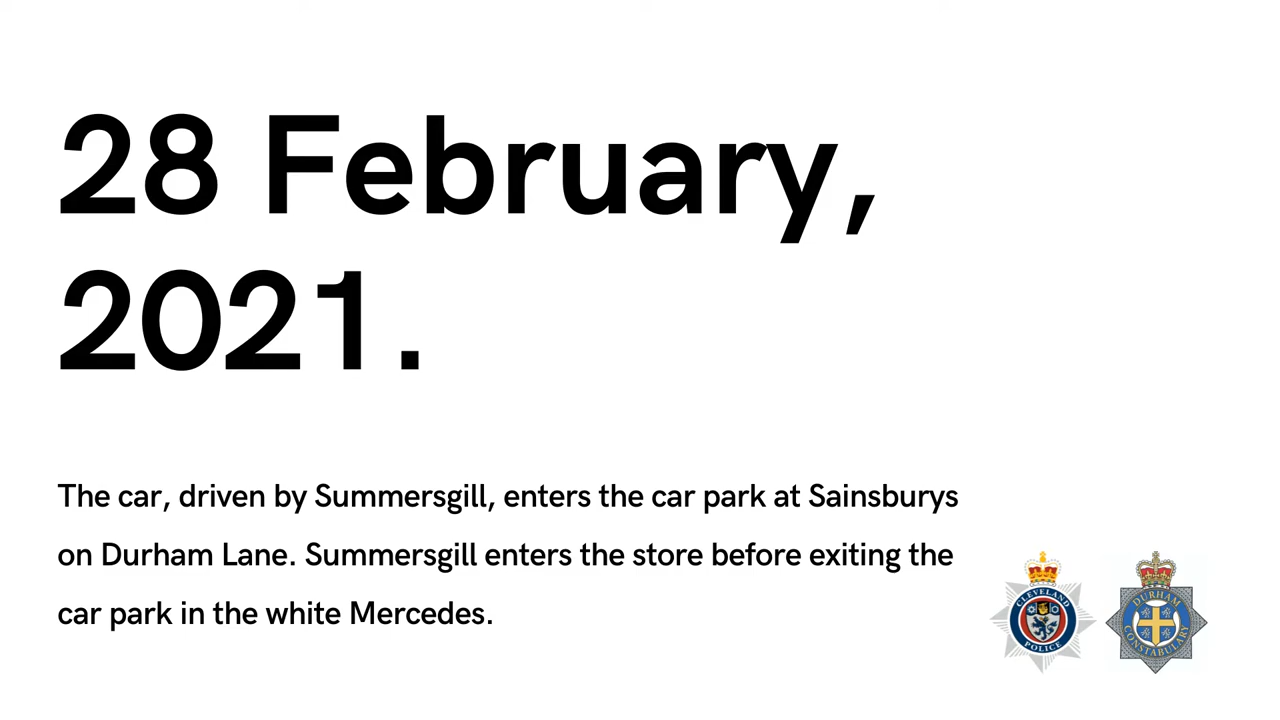 28 February,
2021.
The car, driven by Summersgill, enters the car park at Sainsburys
on Durham Lane. Summersgill enters the store before exiting the
car park in the white Mercedes.
CLEVELAND
POLICE
DURHAM
CONSTABULARY